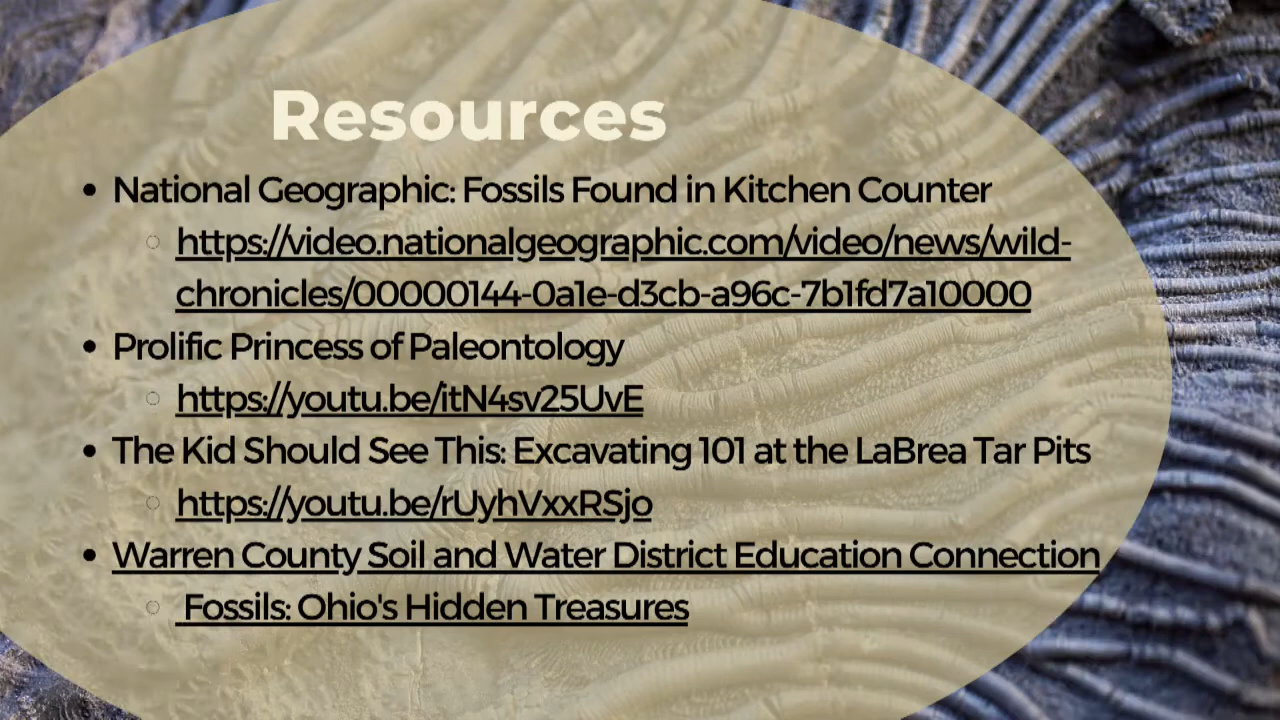 Resources
National Geographic: Fossils Found in Kitchen Counter
https://video.nationalgeographic.com/video/news/wild-
chronicles/00000144-0a1e-d3cb-a96c-7b1fd7a10000
Prolific Princess of Paleontology
https://youtu.be/itN4sv25UvE
The Kid Should See This: Excavating 101 at the LaBrea Tar Pits
https://youtu.be/rUyhVxxRSjo
Warren County Soil and Water District Education Connection
Fossils: Ohio's Hidden Treasures